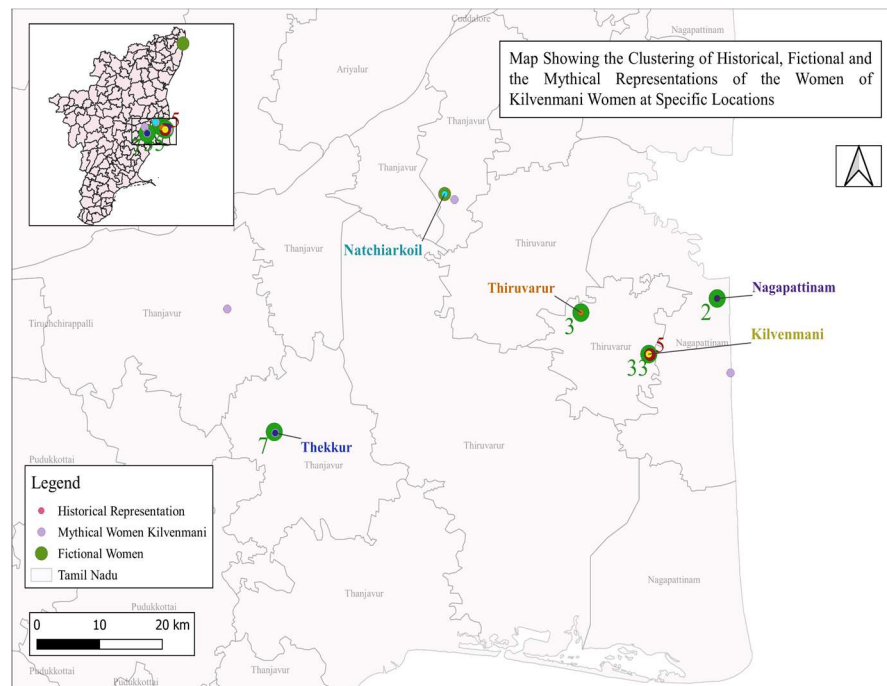 Map Showing the Clustering of Historical, Fictional and
the Mythical Representations of the Women of
Kilvenmani Women at Specific Locations
5
Cuddalore
Nagapattinam
Ariyalur
Thanjavur
Thanjavur
Natchiarkoil
Thanjavur
Thiruvarur
Thiruvarur
Nagapattinam
2
3
Thanjavur
Tiruchchirappalli
Thiruvarur
Nagapattinam
Kilvenmani
5
33
Thekkur
7
Thanjavur
Thiruvarur
Pudukkottai
Legend
Historical Representation
Mythical Women Kilvenmani
Fictional Women
Tamil Nadu
Nagapattinam
Thanjavur
Pudukkottai
0 10 20 km
Pudukkottai
Thanjavur